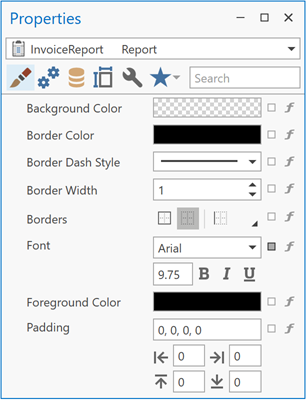 Properties
InvoiceReport Report
Search
Background Color
Border Color
Border Dash Style
Border Width 1
Borders
Font Arial
9.75 B I U
Foreground Color
Padding 0, 0, 0, 0
0 0
0 0